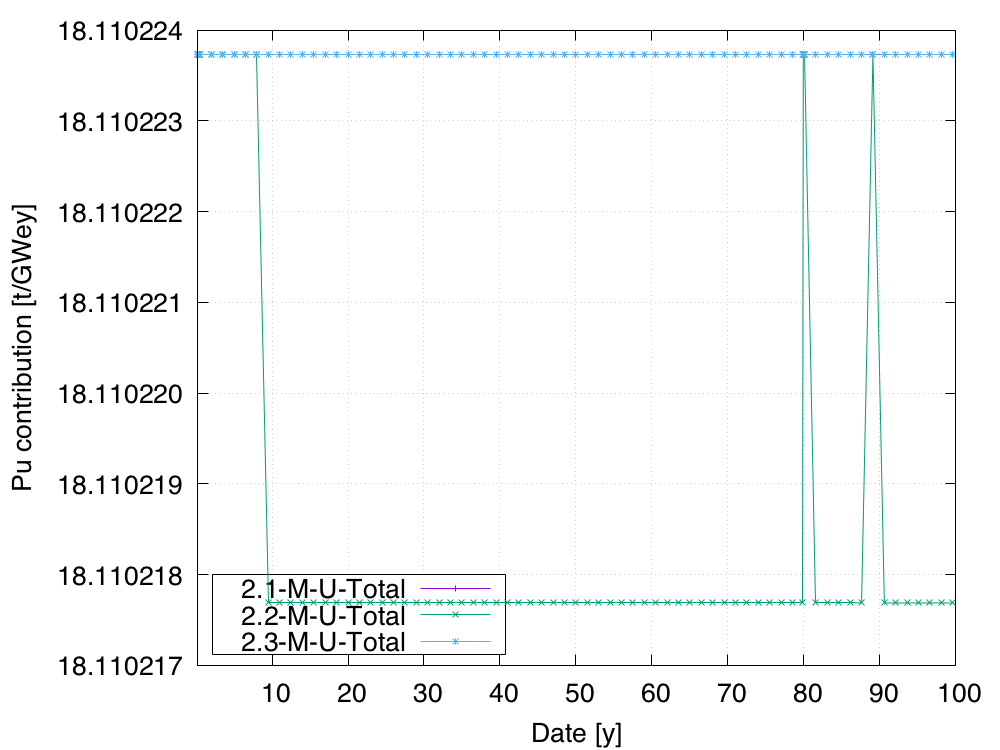 18.110224
18.110223
18.110222
18.110221
18.110220
18.110219
18.110218
18.110217
Pu contribution [t/GWey]
2.1-M-U-Total
2.2-M-U-Total
2.3-M-U-Total
10 20 30 40 50 60 70 80 90 100
Date [y]